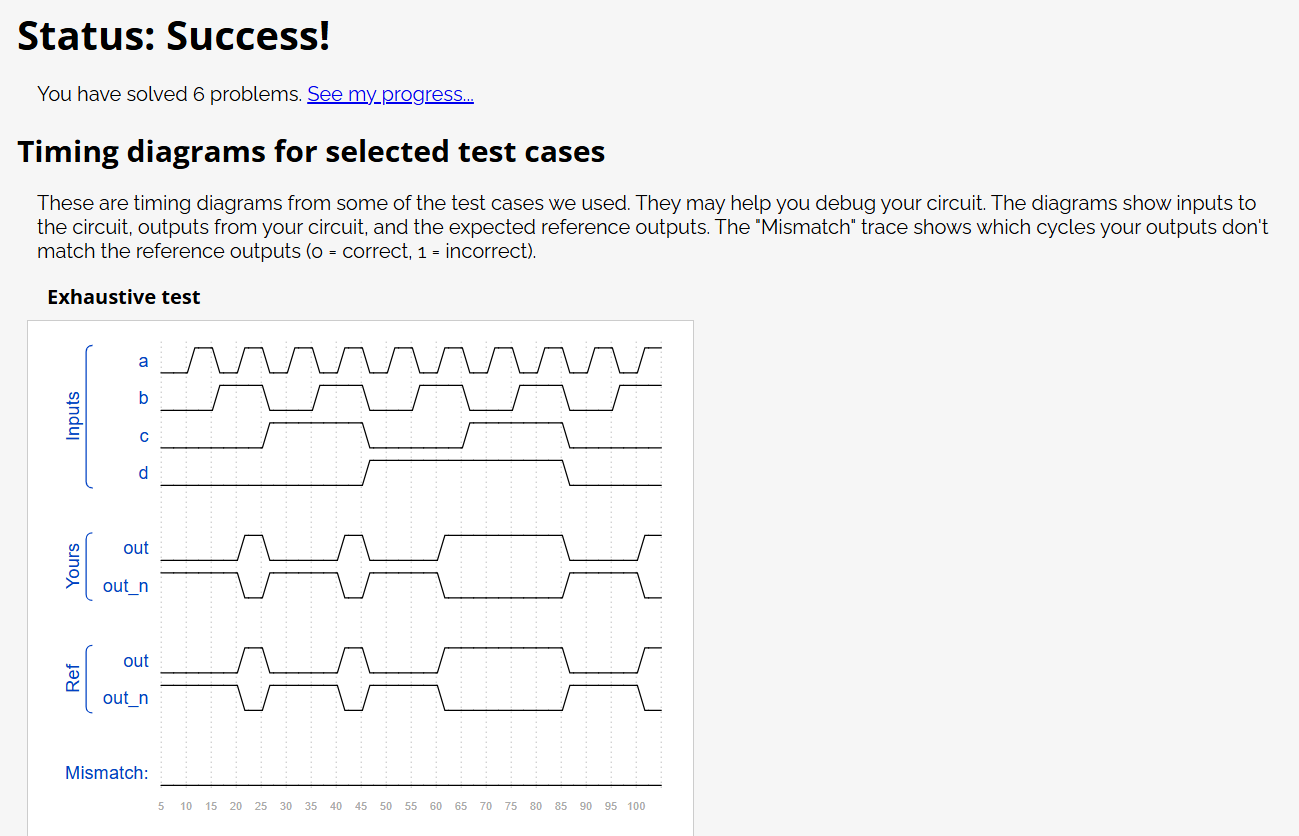 Status: Success!
You have solved 6 problems. See my progress...
Timing diagrams for selected test cases
These are timing diagrams from some of the test cases we used. They may help you debug your circuit. The diagrams show inputs to
the circuit, outputs from your circuit, and the expected reference outputs. The "Mismatch" trace shows which cycles your outputs don't
match the reference outputs (0 = correct, 1 = incorrect).
Exhaustive test
Inputs
a
b
c
d
Yours
out
out_n
Ref
out
out_n
Mismatch:
5 10 15 20 25 30 35 40 45 50 55 60 65 70 75 80 85 90 95 100